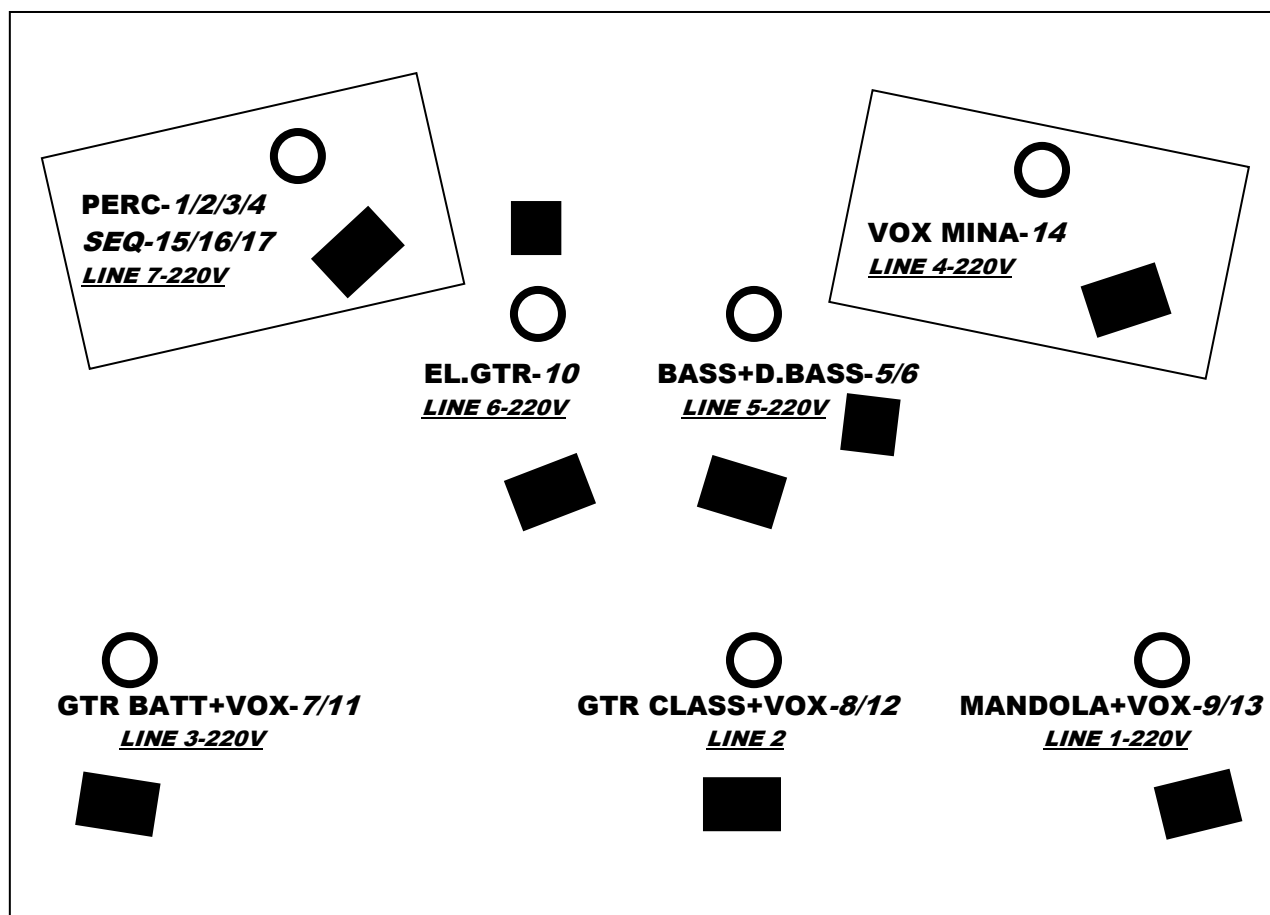 PERC-1/2/3/4
SEQ-15/16/17
LINE 7-220V
VOX MINA-14
LINE 4-220V
EL.GTR-10
LINE 6-220V
BASS+D.BASS-5/6
LINE 5-220V
GTR BATT+VOX-7/11
LINE 3-220V
GTR CLASS+VOX-8/12
LINE 2
MANDOLA+VOX-9/13
LINE 1-220V